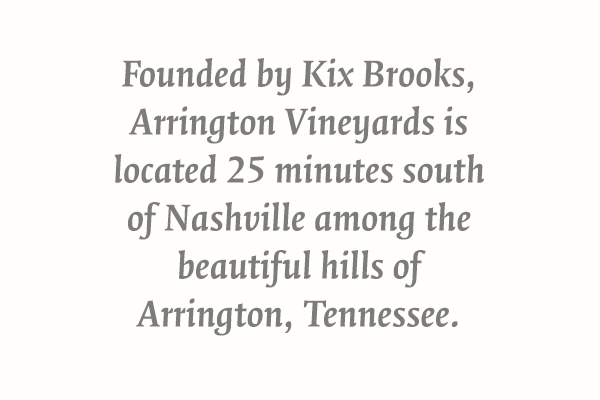 Founded by Kix Brooks,
Arrington Vineyards is
located 25 minutes south
of Nashville among the
beautiful hills of
Arrington, Tennessee.